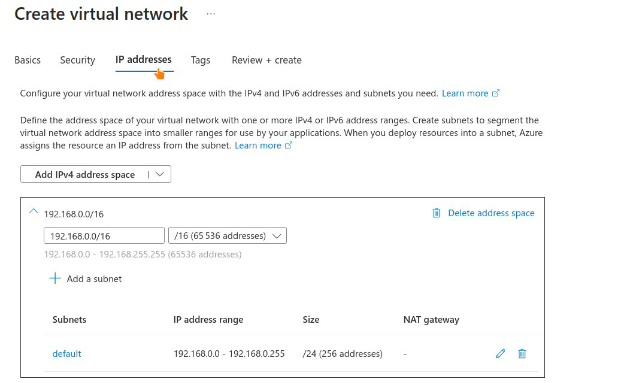 Create virtual network ...
Basics Security IP addresses Tags Review + create
Configure your virtual network address space with the IPv4 and IPv6 addresses and subnets you need. Learn more
Define the address space of your virtual network with one or more IPv4 or IPv6 address ranges. Create subnets to segment the
virtual network address space into smaller ranges for use by your applications. When you deploy resources into a subnet, Azure
assigns the resource an IP address from the subnet. Learn more
Add IPv4 address space
192.168.0.0/16
Delete address space
192.168.0.0/16 /16 (65 536 addresses)
192.168.0.0 - 192.168.255.255 (65536 addresses)
Add a subnet
Subnets IP address range Size NAT gateway
default 192.168.0.0 - 192.168.0.255 /24 (256 addresses) -